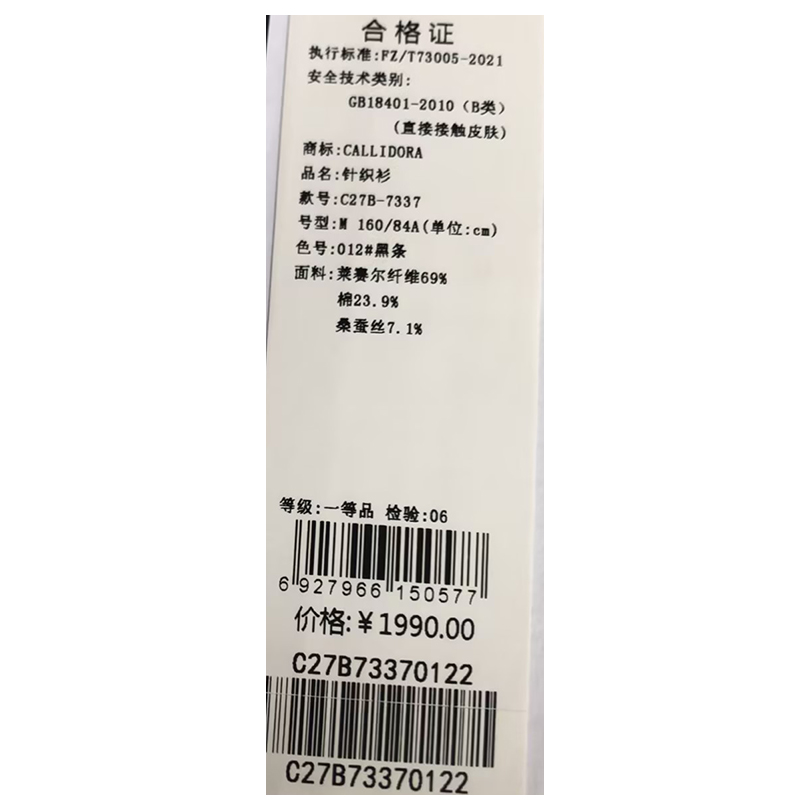 合格证
执行标准:FZ/T73005-2021
安全技术类别:
GB18401-2010（B类）
(直接接触皮肤)
商标:CALLIDORA
品名:针织衫
款号:C27B-7337
号型:M 160/84A(单位:cm)
色号:012#黑条
面料:莱赛尔纤维69%
棉23.9%
桑蚕丝7.1%
等级:一等品 检验:06
6 927966 150577
价格:¥1990.00
C27B73370122
C27B73370122